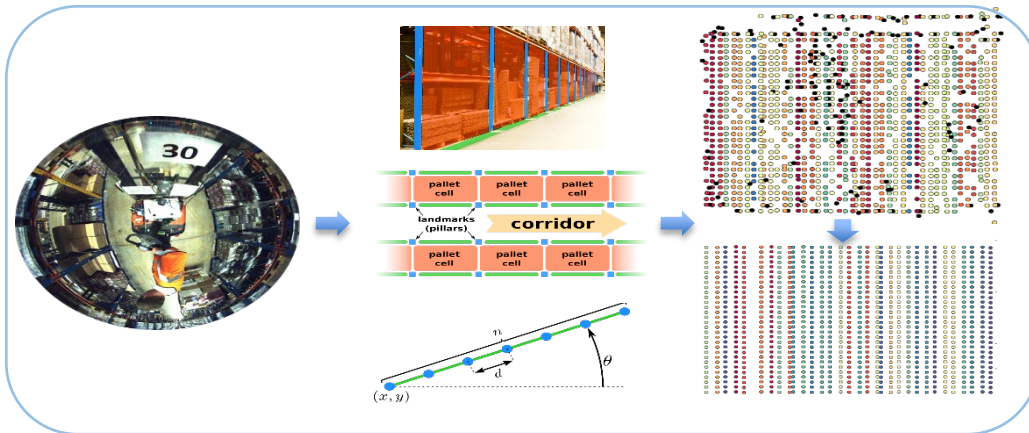 30
pallet
cell
pallet
cell
pallet
cell
landmarks
(pillars)
corridor
pallet
cell
pallet
cell
pallet
cell
n
d
θ
(x, y)